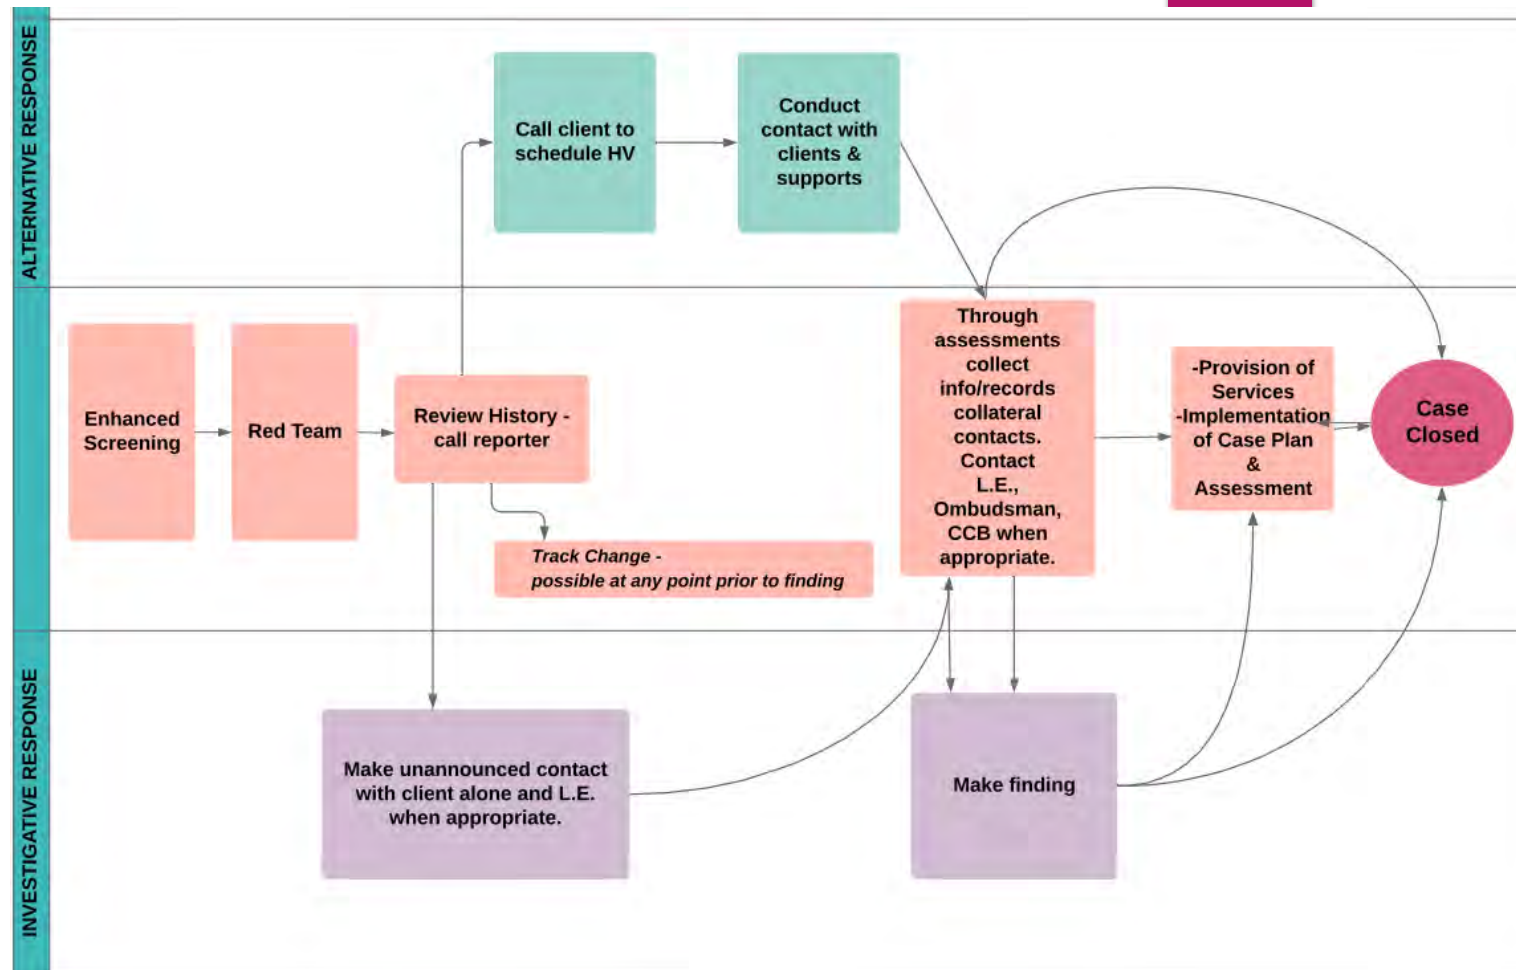 ALTERNATIVE RESPONSE
Call client to
schedule HV
Conduct
contact with
clients &
supports
Enhanced
Screening
Red Team
Review History -
call reporter
Track Change -
possible at any point prior to finding
Through
assessments
collect
info/records
collateral
contacts.
Contact
L.E.,
Ombudsman,
CCB when
appropriate.
-Provision of
Services
-Implementation
of Case Plan
&
Assessment
Case
Closed
INVESTIGATIVE RESPONSE
Make unannounced contact
with client alone and L.E.
when appropriate.
Make finding